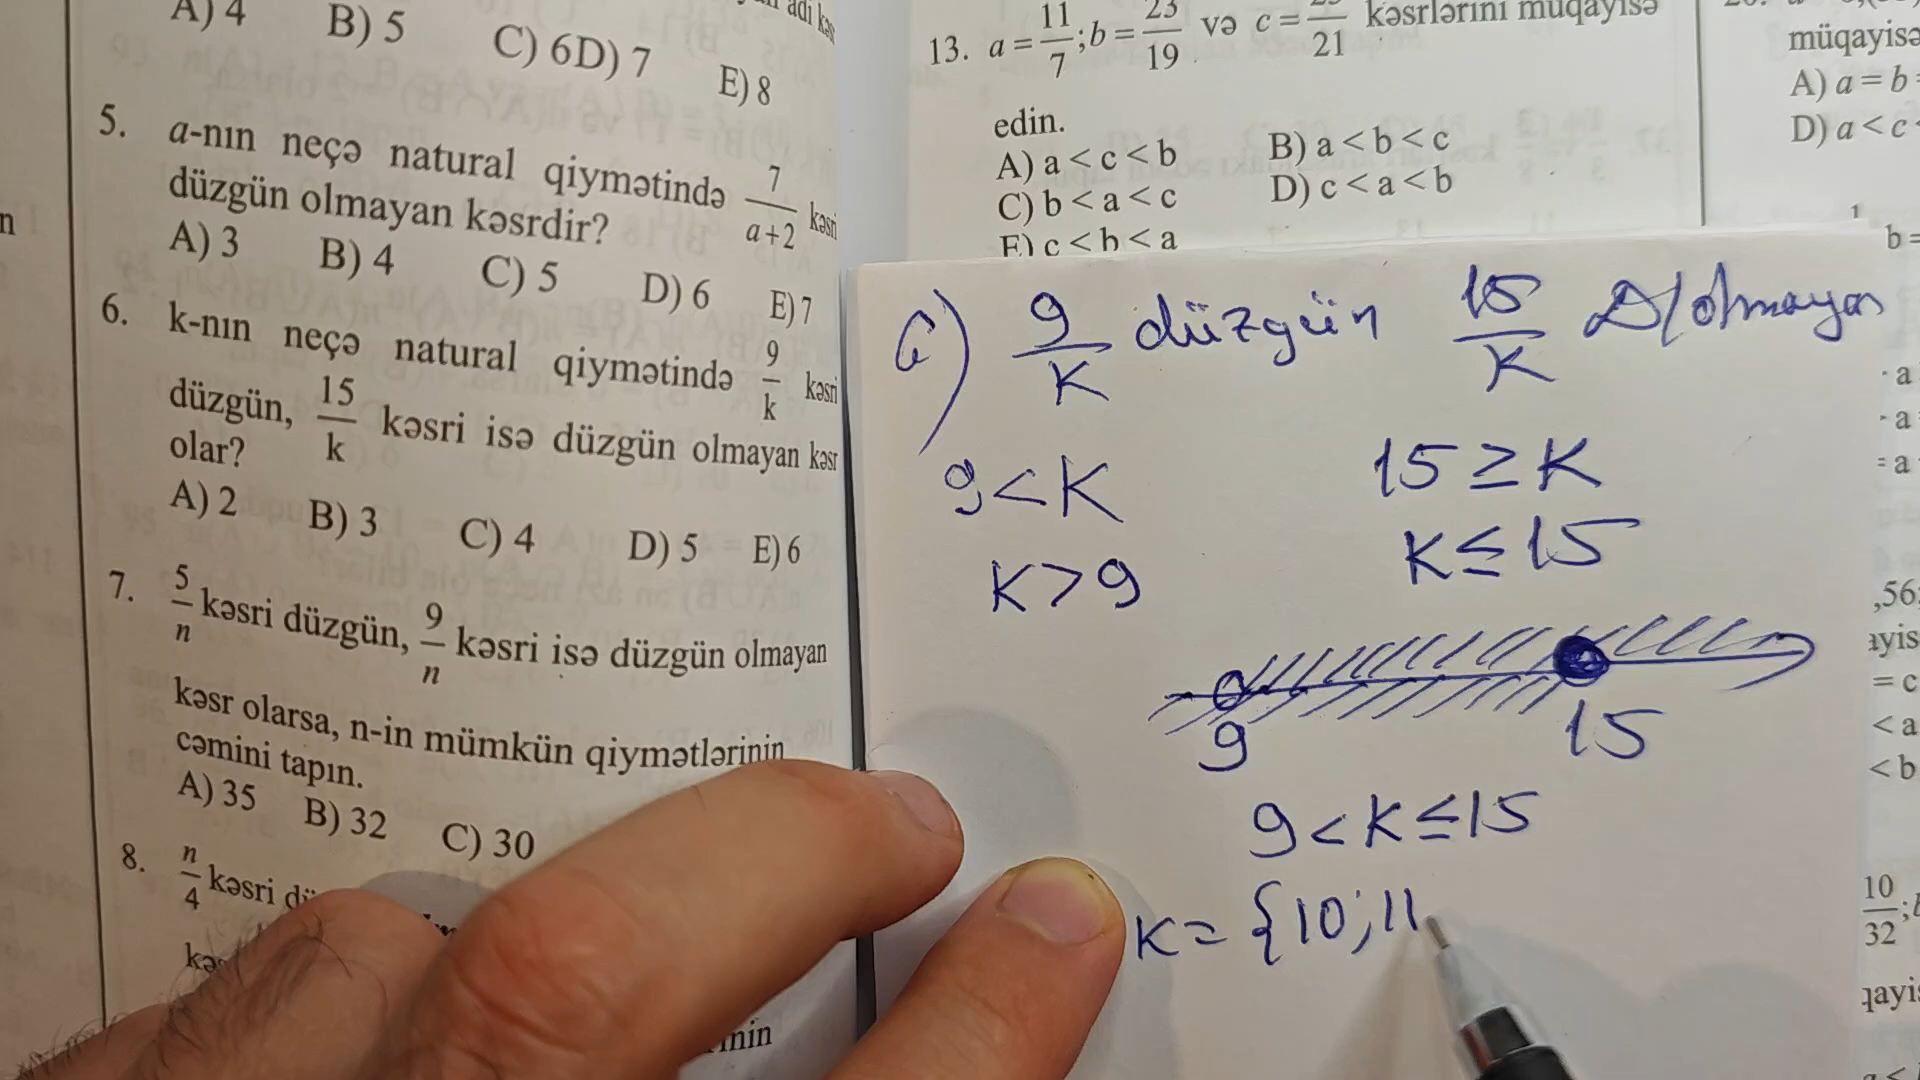 A) 4 B) 5 C) 6 D) 7 E) 8
5. a-nın neçə natural qiymətində 7/(a+2) kəsri
düzgün olmayan kəsrdir?
A) 3 B) 4 C) 5 D) 6 E) 7
6. k-nın neçə natural qiymətində 9/k kəsri
düzgün, 15/k kəsri isə düzgün olmayan kəsr
olar?
A) 2 B) 3 C) 4 D) 5 E) 6
7. 5/n kəsri düzgün, 9/n kəsri isə düzgün olmayan
kəsr olarsa, n-in mümkün qiymətlərinin
cəmini tapın.
A) 35 B) 32 C) 30
8. n/4 kəsri
13. a = 11/7; b = 23/19 və c = /21 kəsrlərini müqayisə
edin.
A) a < c < b B) a < b < c
C) b < a < c D) c < a < b
E) c < b < a
müqayisə
A) a = b
D) a < c
b =
= a
= c
< a
< b
10/32
6) 9/K düzgün 15/K D/olmayan
9 < K 15 ≥ K
K > 9 K ≤ 15
9 15
9 < K ≤ 15
K = {10; 11